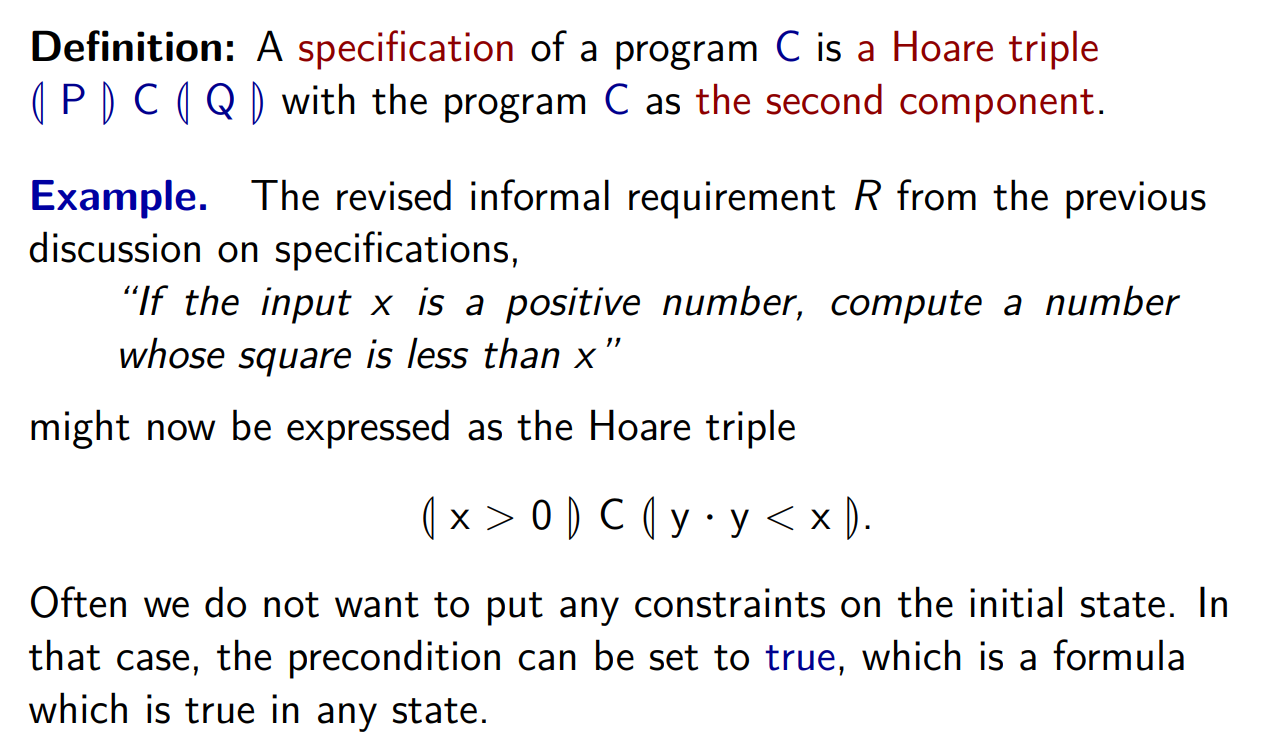 Definition: A specification of a program C is a Hoare triple
⦇ P ⦈ C ⦇ Q ⦈ with the program C as the second component.
Example. The revised informal requirement R from the previous
discussion on specifications,
“If the input x is a positive number, compute a number
whose square is less than x”
might now be expressed as the Hoare triple
⦇ x > 0 ⦈ C ⦇ y · y < x ⦈.
Often we do not want to put any constraints on the initial state. In
that case, the precondition can be set to true, which is a formula
which is true in any state.